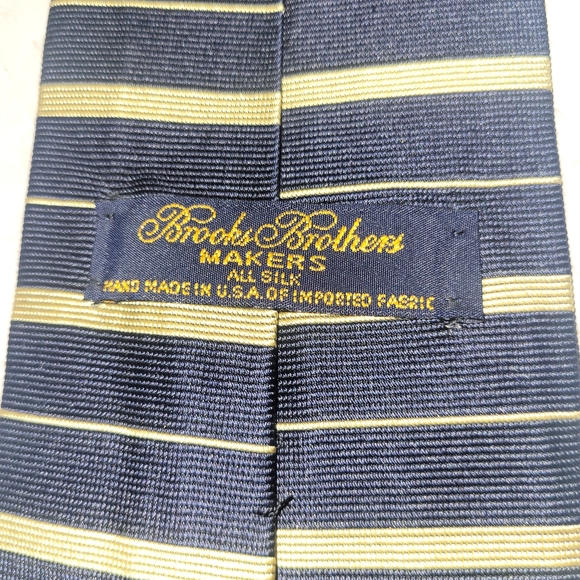 Brooks Brothers
MAKERS
ALL SILK
HAND MADE IN U.S.A. OF IMPORTED FABRIC